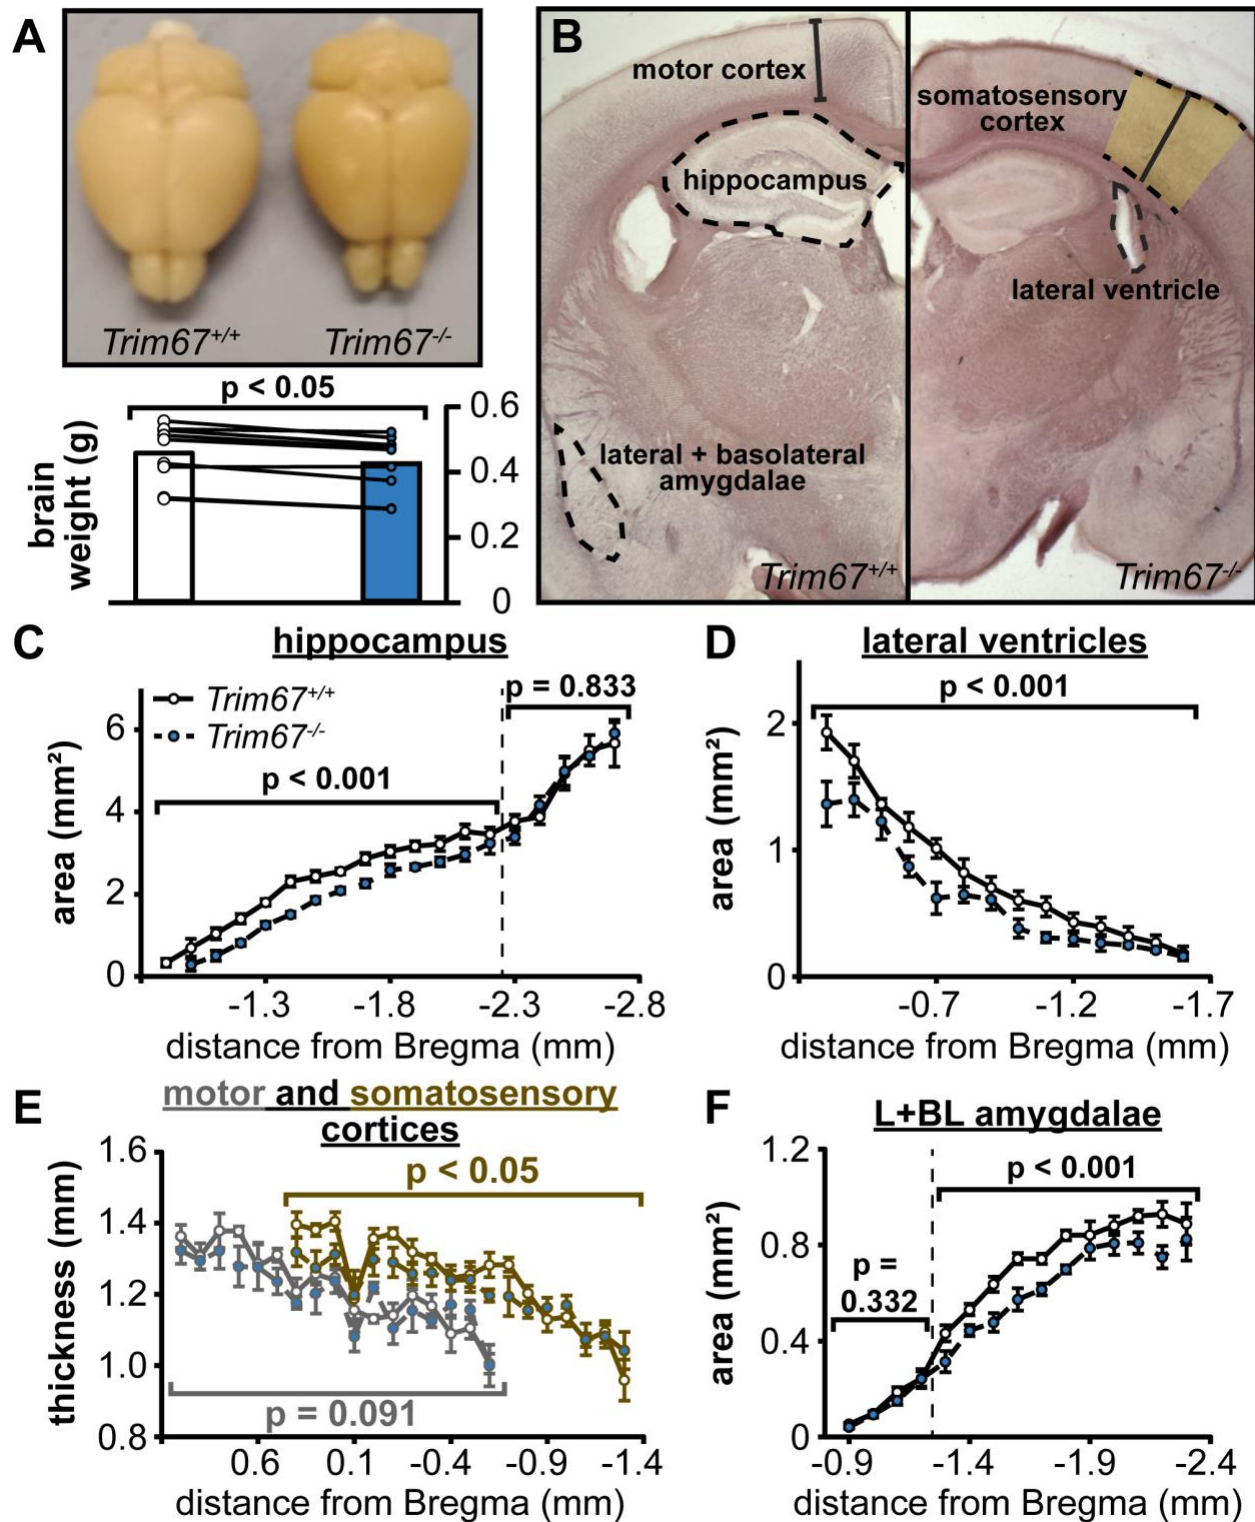 A
Trim67+/+
Trim67-/-
p < 0.05
brain
weight (g)
0.6
0.4
0.2
0
B
motor cortex
hippocampus
lateral + basolateral
amygdalae
Trim67+/+
somatosensory
cortex
lateral ventricle
Trim67-/-
C
hippocampus
Trim67+/+
Trim67-/-
p = 0.833
p < 0.001
area (mm²)
6
4
2
0
-1.3 -1.8 -2.3 -2.8
distance from Bregma (mm)
D
lateral ventricles
p < 0.001
area (mm²)
2
1
0
-0.7 -1.2 -1.7
distance from Bregma (mm)
E
motor and somatosensory
cortices
p < 0.05
thickness (mm)
1.6
1.4
1.2
1.0
0.8
p = 0.091
0.6 0.1 -0.4 -0.9 -1.4
distance from Bregma (mm)
F
L+BL amygdalae
p < 0.001
p =
0.332
area (mm²)
1.2
0.8
0.4
0
-0.9 -1.4 -1.9 -2.4
distance from Bregma (mm)